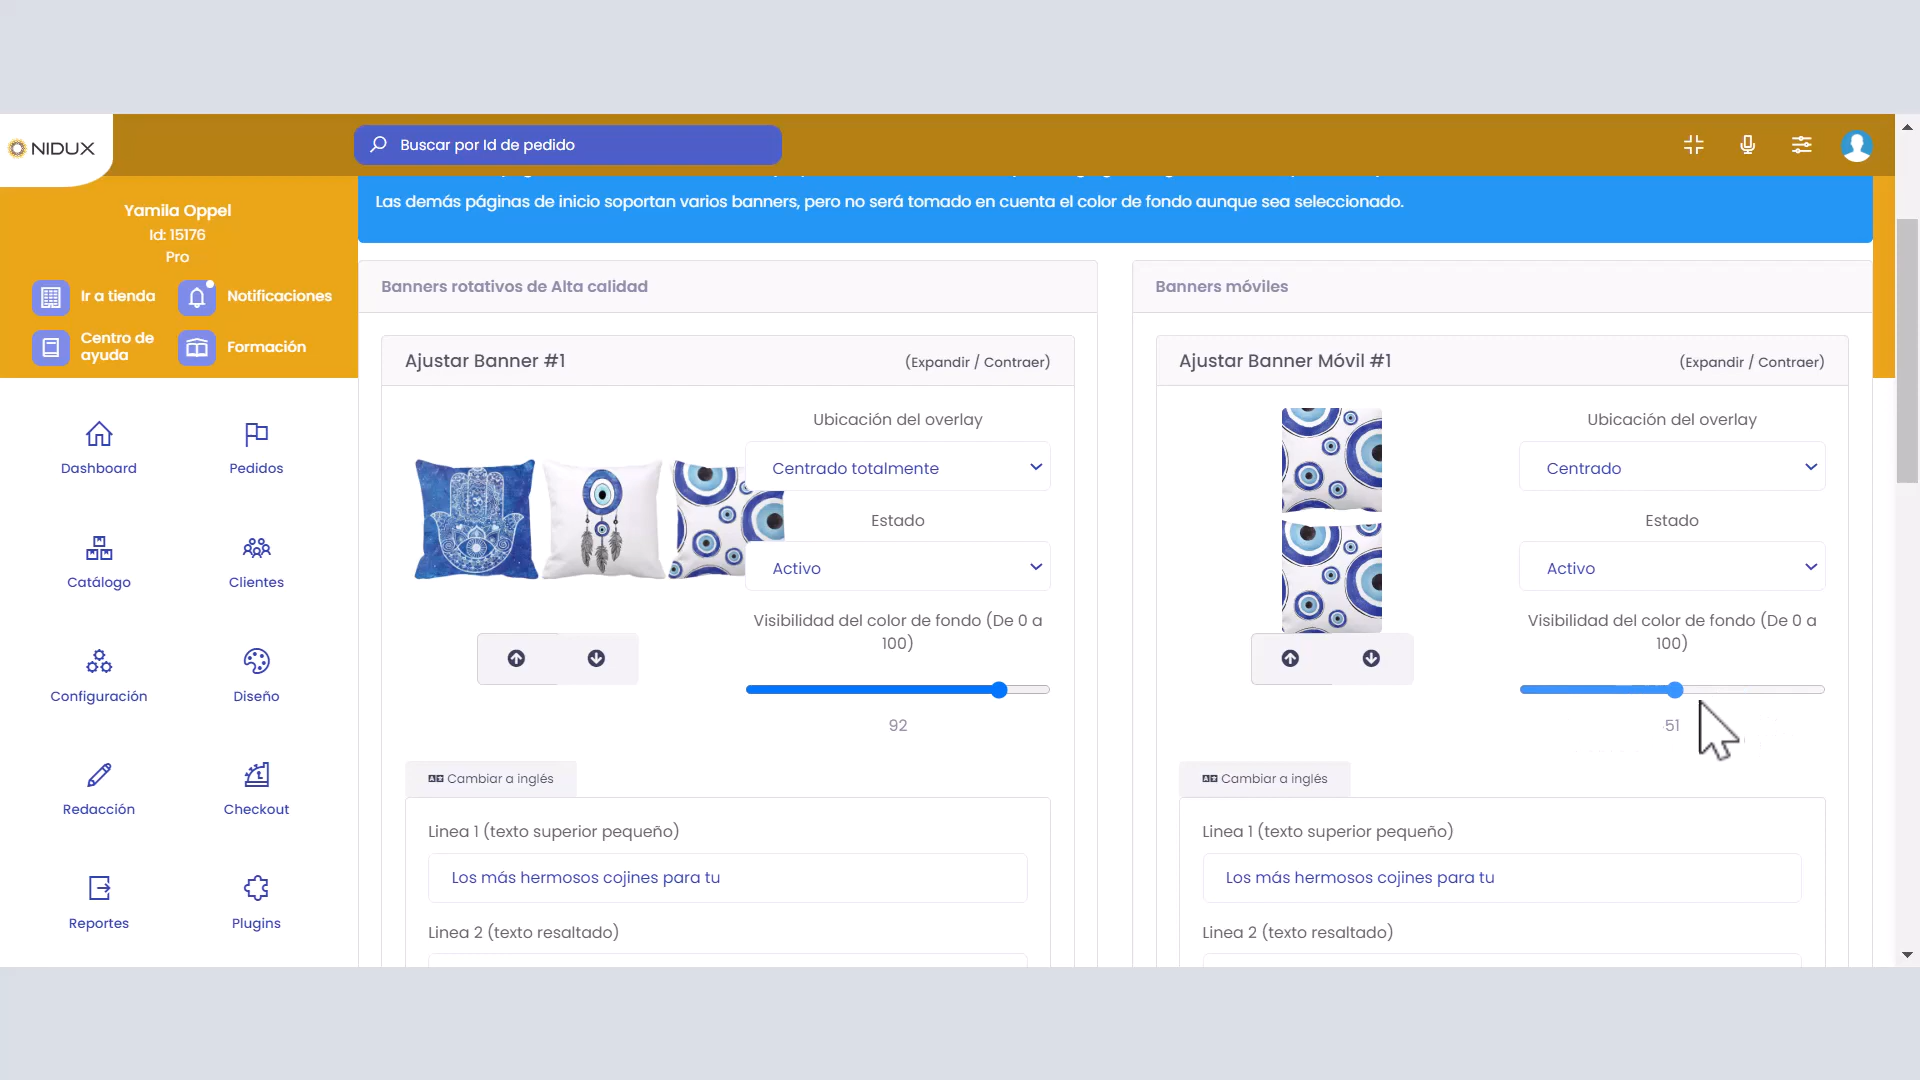 NIDUX
Buscar por Id de pedido
Yamila Oppel
Id: 15176
Pro
Ir a tienda
Notificaciones
Centro de
ayuda
Formación
Dashboard
Pedidos
Catálogo
Clientes
Configuración
Diseño
Redacción
Checkout
Reportes
Plugins
Las demás páginas de inicio soportan varios banners, pero no será tomado en cuenta el color de fondo aunque sea seleccionado.
Banners rotativos de Alta calidad
Ajustar Banner #1
(Expandir / Contraer)
Ubicación del overlay
Centrado totalmente
Estado
Activo
Visibilidad del color de fondo (De 0 a
100)
92
Cambiar a inglés
Linea 1 (texto superior pequeño)
Los más hermosos cojines para tu
Linea 2 (texto resaltado)
Banners móviles
Ajustar Banner Móvil #1
(Expandir / Contraer)
Ubicación del overlay
Centrado
Estado
Activo
Visibilidad del color de fondo (De 0 a
100)
51
Cambiar a inglés
Linea 1 (texto superior pequeño)
Los más hermosos cojines para tu
Linea 2 (texto resaltado)